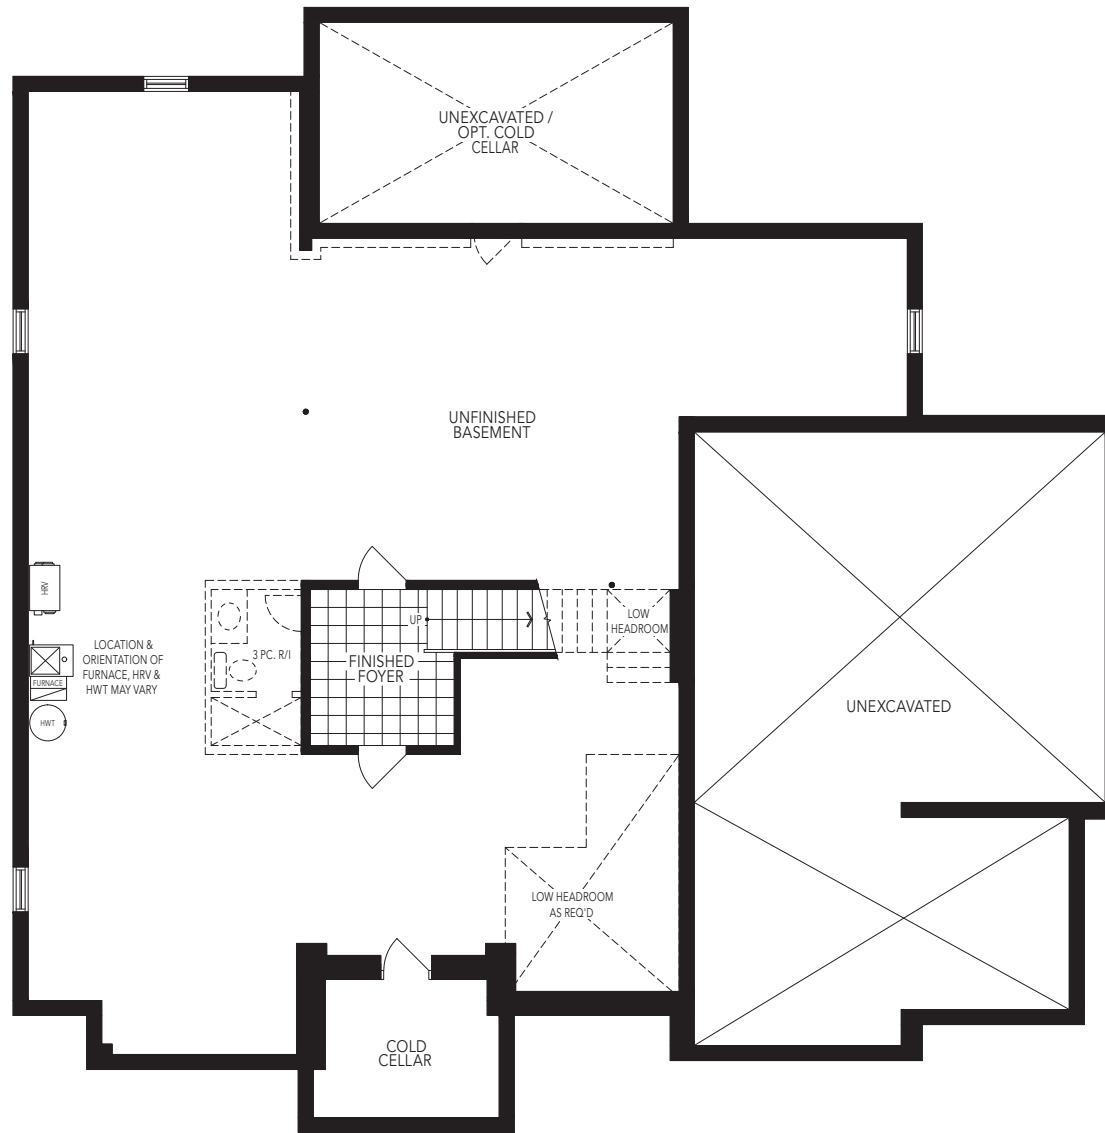 UNEXCAVATED /
OPT. COLD
CELLAR
UNFINISHED
BASEMENT
HRV
LOCATION &
ORIENTATION OF
FURNACE, HRV &
HWT MAY VARY
FURNACE
HWT
3 PC. R/I
UP
FINISHED
FOYER
LOW
HEADROOM
UNEXCAVATED
LOW HEADROOM
AS REQ'D
COLD
CELLAR